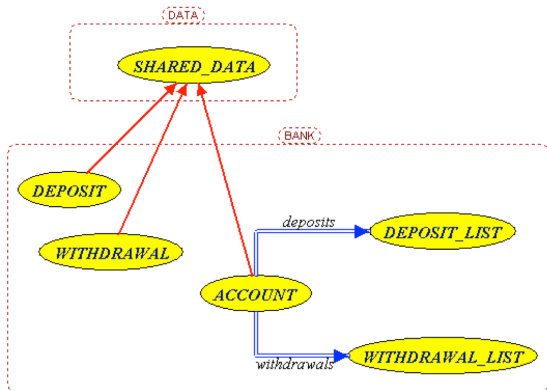 DATA
SHARED_DATA
BANK
DEPOSIT
deposits
DEPOSIT_LIST
WITHDRAWAL
ACCOUNT
withdrawals
WITHDRAWAL_LIST